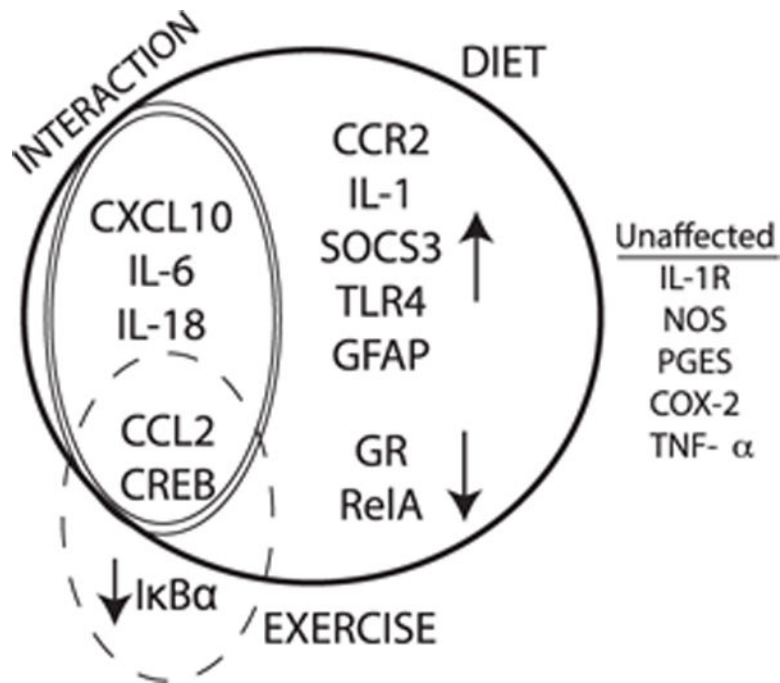 INTERACTION
DIET
CXCL10
IL-6
IL-18
CCL2
CREB
CCR2
IL-1
SOCS3
TLR4
GFAP
GR
RelA
IκBα
EXERCISE
Unaffected
IL-1R
NOS
PGES
COX-2
TNF- α